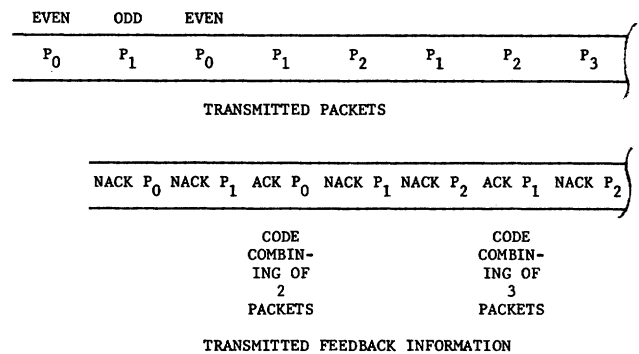 EVEN ODD EVEN
P0 P1 P0 P1 P2 P1 P2 P3
TRANSMITTED PACKETS
NACK P0 NACK P1 ACK P0 NACK P1 NACK P2 ACK P1 NACK P2
CODE COMBIN- ING OF 2 PACKETS
CODE COMBIN- ING OF 3 PACKETS
TRANSMITTED FEEDBACK INFORMATION